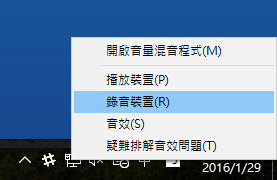 開啟音量混音程式(M)
播放裝置(P)
錄音裝置(R)
音效(S)
疑難排解音效問題(T)
中
2016/1/29